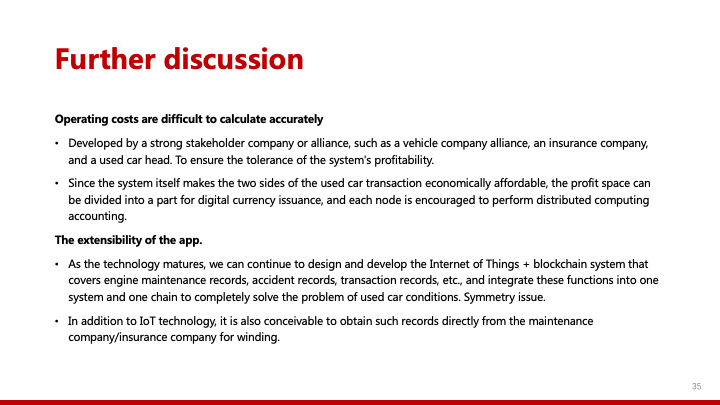 Further discussion
Operating costs are difficult to calculate accurately
• Developed by a strong stakeholder company or alliance, such as a vehicle company alliance, an insurance company,
and a used car head. To ensure the tolerance of the system's profitability.
• Since the system itself makes the two sides of the used car transaction economically affordable, the profit space can
be divided into a part for digital currency issuance, and each node is encouraged to perform distributed computing
accounting.
The extensibility of the app.
• As the technology matures, we can continue to design and develop the Internet of Things + blockchain system that
covers engine maintenance records, accident records, transaction records, etc., and integrate these functions into one
system and one chain to completely solve the problem of used car conditions. Symmetry issue.
• In addition to IoT technology, it is also conceivable to obtain such records directly from the maintenance
company/insurance company for winding.
35